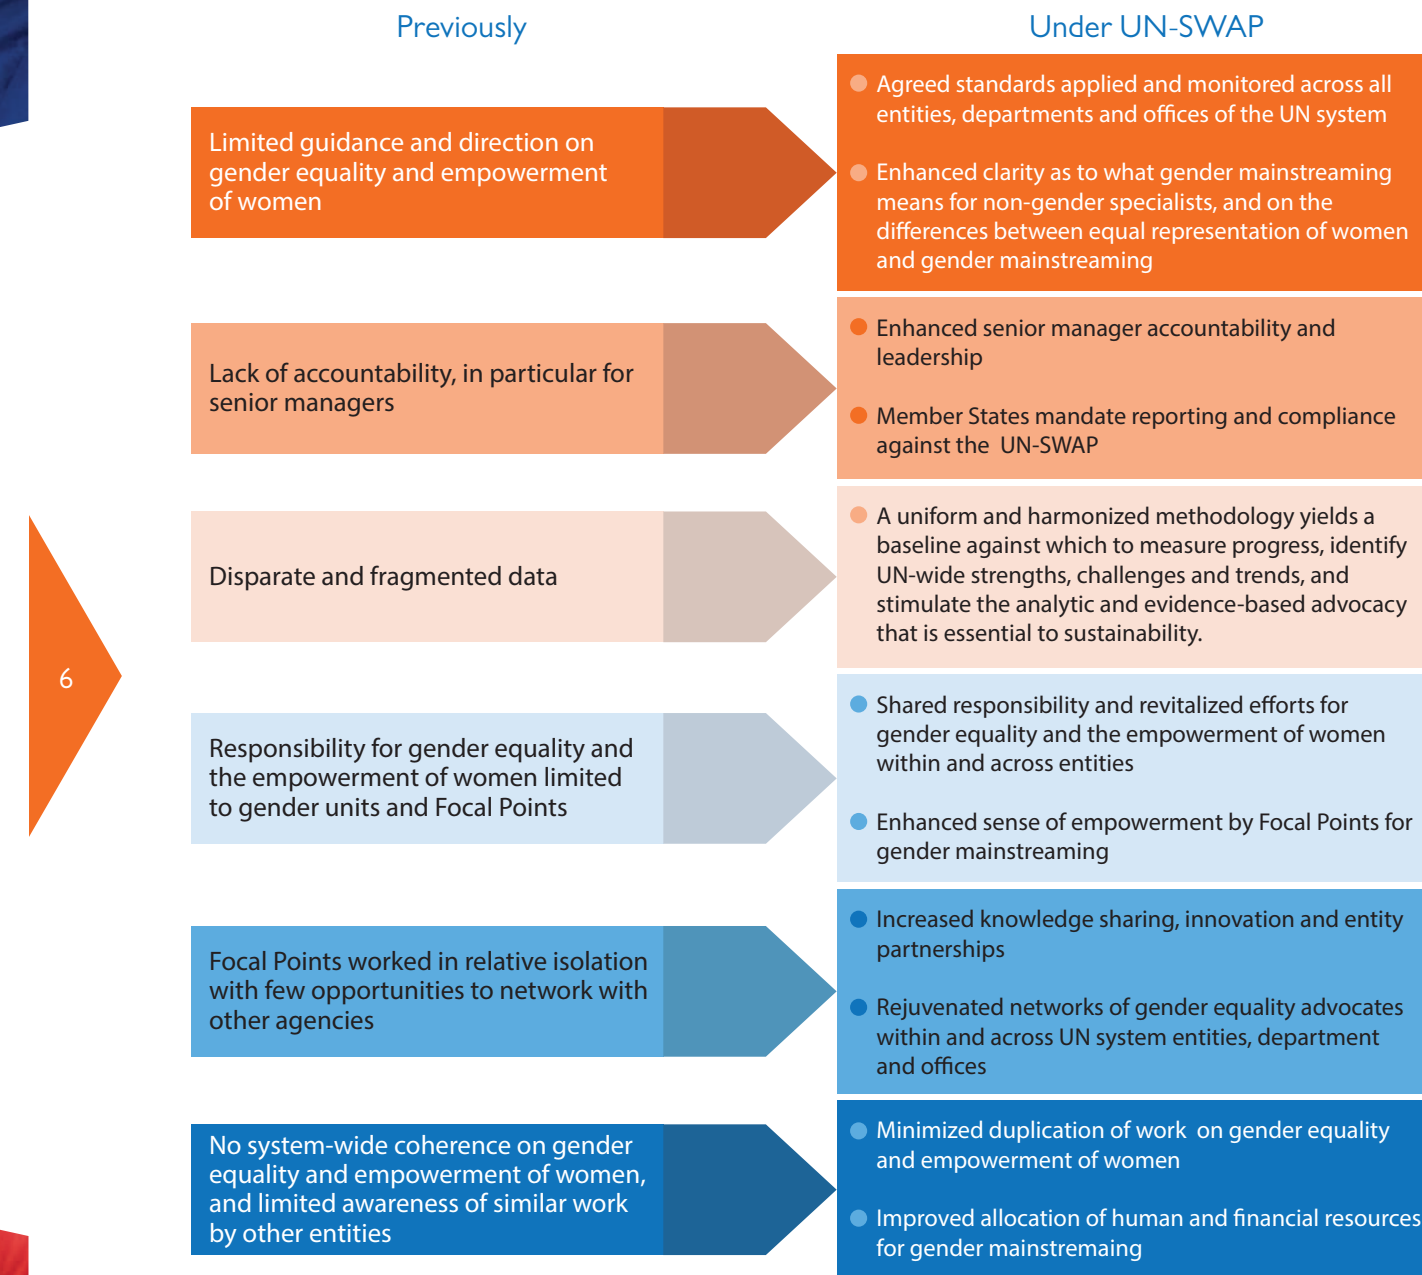 Previously
Under UN-SWAP
Limited guidance and direction on
gender equality and empowerment
of women
Agreed standards applied and monitored across all
entities, departments and offices of the UN system
Enhanced clarity as to what gender mainstreaming
means for non-gender specialists, and on the
differences between equal representation of women
and gender mainstreaming
Lack of accountability, in particular for
senior managers
Enhanced senior manager accountability and
leadership
Member States mandate reporting and compliance
against the UN-SWAP
Disparate and fragmented data
A uniform and harmonized methodology yields a
baseline against which to measure progress, identify
UN-wide strengths, challenges and trends, and
stimulate the analytic and evidence-based advocacy
that is essential to sustainability.
6
Responsibility for gender equality and
the empowerment of women limited
to gender units and Focal Points
Shared responsibility and revitalized efforts for
gender equality and the empowerment of women
within and across entities
Enhanced sense of empowerment by Focal Points for
gender mainstreaming
Focal Points worked in relative isolation
with few opportunities to network with
other agencies
Increased knowledge sharing, innovation and entity
partnerships
Rejuvenated networks of gender equality advocates
within and across UN system entities, department
and offices
No system-wide coherence on gender
equality and empowerment of women,
and limited awareness of similar work
by other entities
Minimized duplication of work on gender equality
and empowerment of women
Improved allocation of human and financial resources
for gender mainstremaing